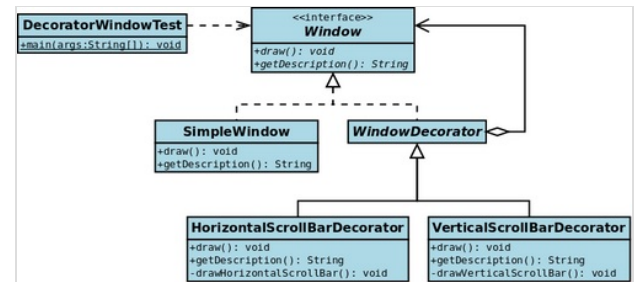 DecoratorWindowTest
+main(args:String[]): void
<<interface>>
Window
+draw(): void
+getDescription(): String
SimpleWindow
+draw(): void
+getDescription(): String
WindowDecorator
HorizontalScrollBarDecorator
+draw(): void
+getDescription(): String
-drawHorizontalScrollBar(): void
VerticalScrollBarDecorator
+draw(): void
+getDescription(): String
-drawVerticalScrollBar(): void